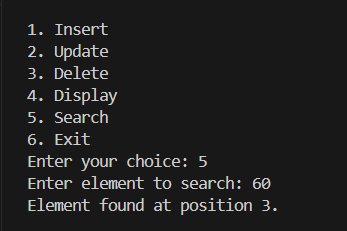 1. Insert
2. Update
3. Delete
4. Display
5. Search
6. Exit
Enter your choice: 5
Enter element to search: 60
Element found at position 3.